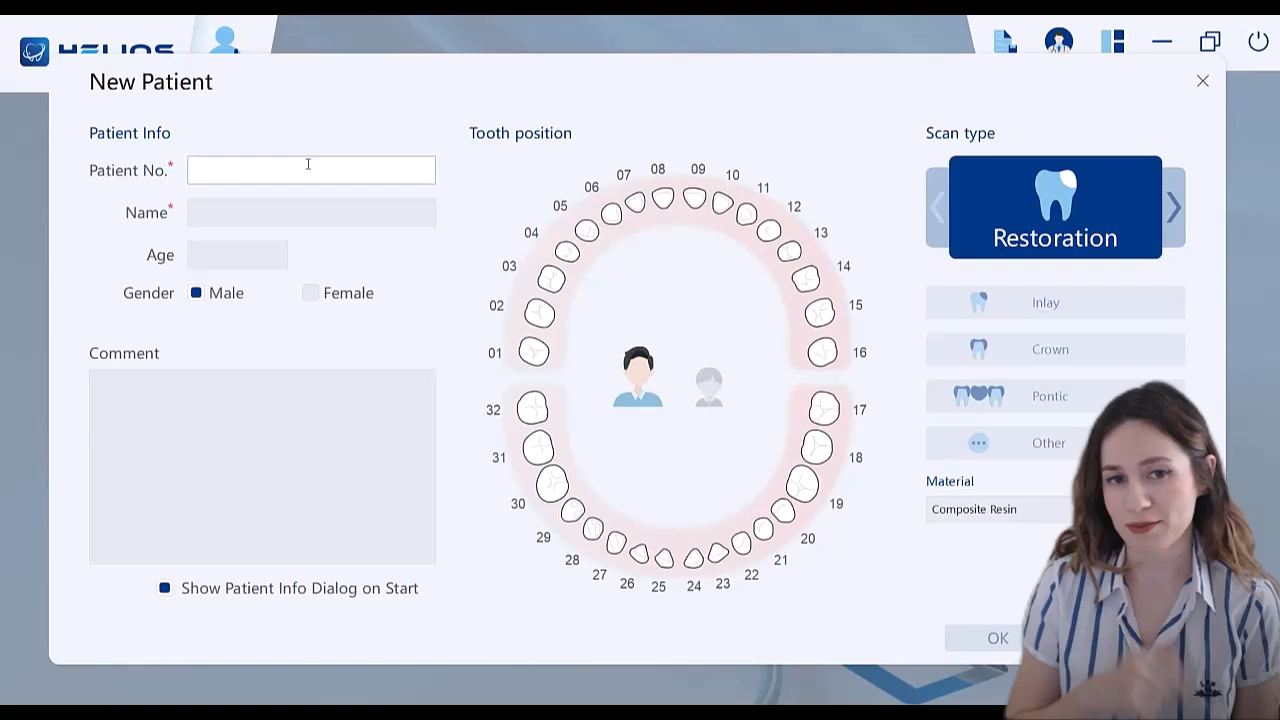 HELIOS
New Patient
Patient Info
Patient No.*
Name*
Age
Gender Male Female
Comment
Show Patient Info Dialog on Start
Tooth position
08 09
07 10
06 11
05 12
04 13
03 14
02 15
01 16
32 17
31 18
30 19
29 20
28 21
27 22
26 25 24 23
Scan type
Restoration
Inlay
Crown
Pontic
Other
Material
Composite Resin
OK